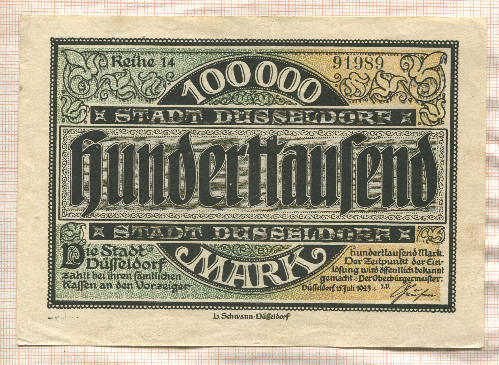 Reihe 14
91989
100000
STADT DÜSSELDORF
Hunderttausend
STADT DÜSSELDORF
MARK
Die Stadt
Düsseldorf
zahlt bei ihren sämtlichen
Kassen an den Vorzeiger
hunderttausend Mark.
Der Zeitpunkt der Ein-
lösung wird öffentlich bekannt
gemacht · Der Oberbürgermeister:
Düsseldorf, 15. Juli 1923 · I.V.
L. Schwann · Düsseldorf